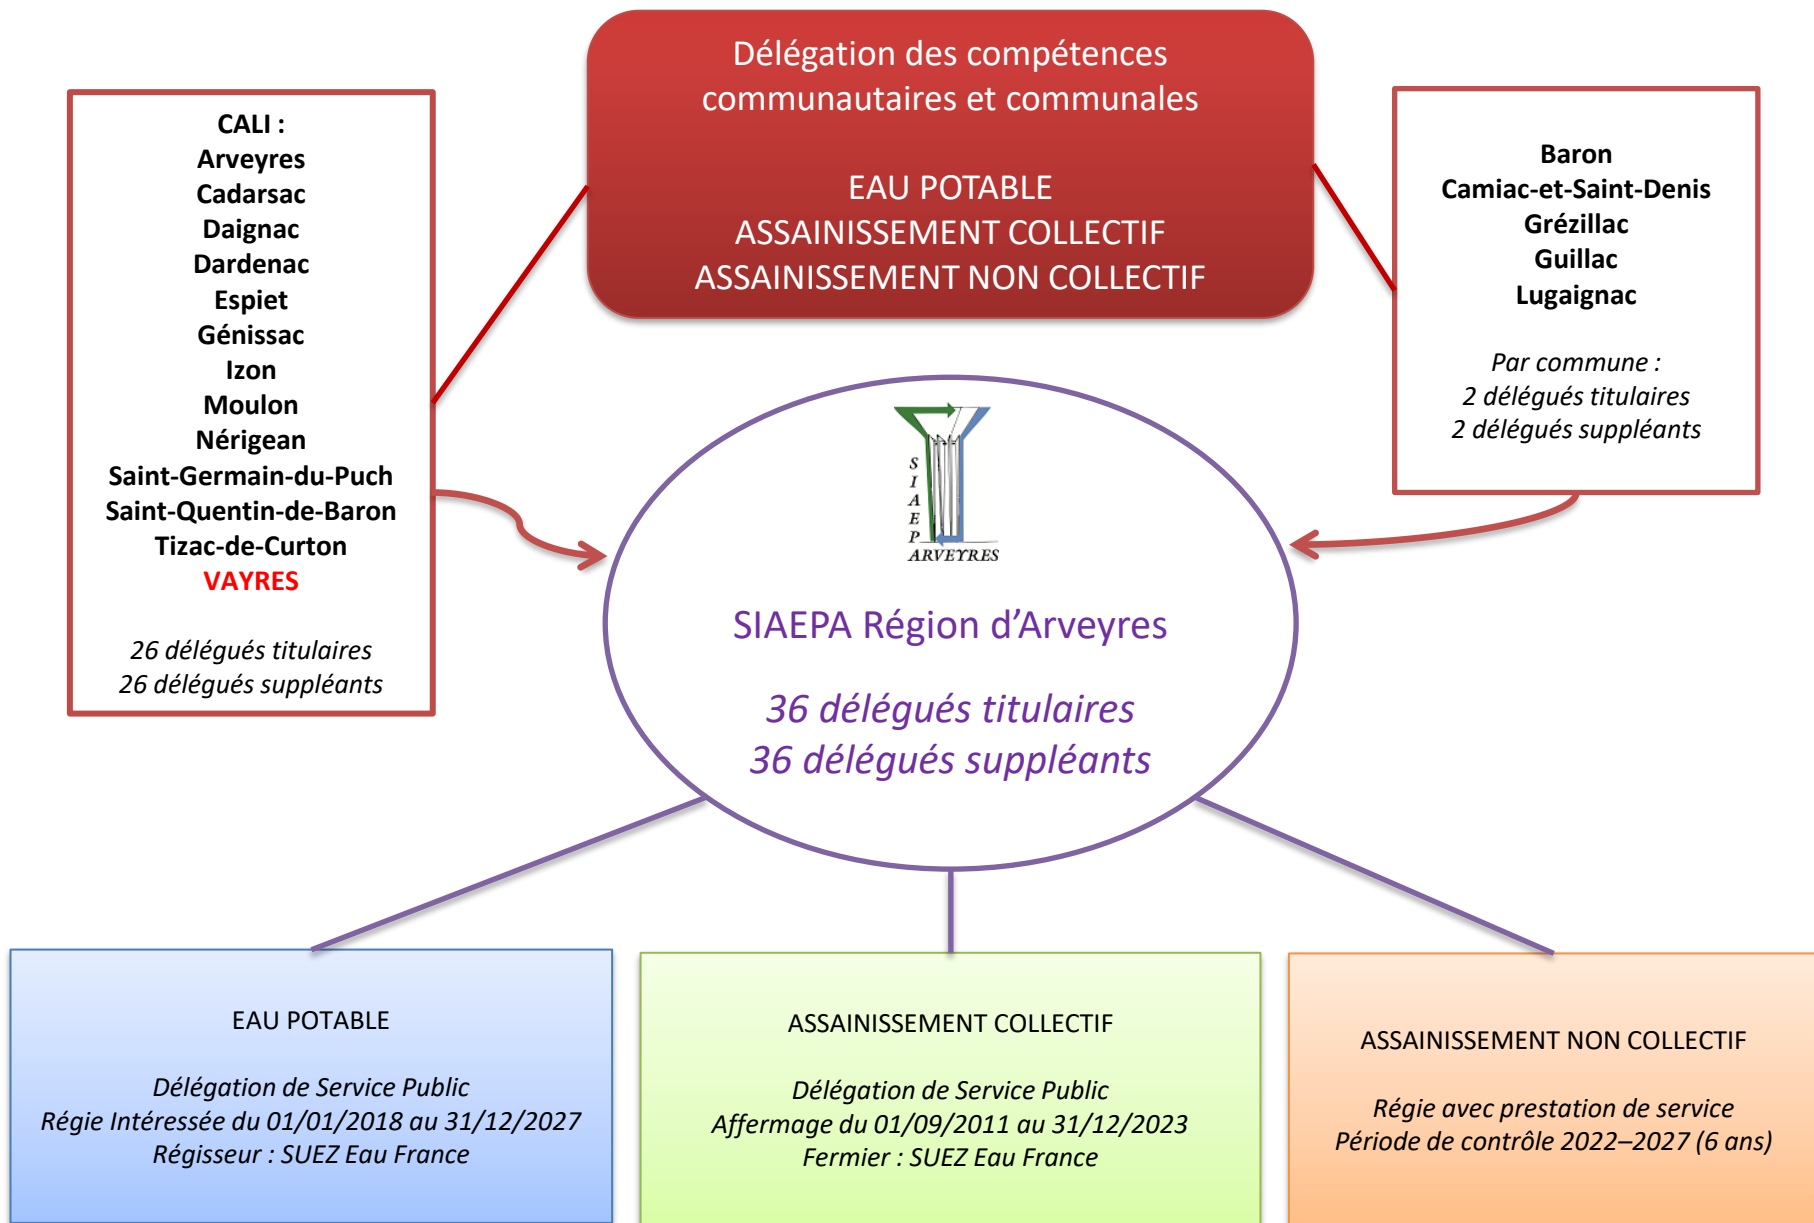 Délégation des compétences
communautaires et communales
EAU POTABLE
ASSAINISSEMENT COLLECTIF
ASSAINISSEMENT NON COLLECTIF
CALI :
Arveyres
Cadarsac
Daignac
Dardenac
Espiet
Génissac
Izon
Moulon
Nérigean
Saint-Germain-du-Puch
Saint-Quentin-de-Baron
Tizac-de-Curton
VAYRES
26 délégués titulaires
26 délégués suppléants
Baron
Camiac-et-Saint-Denis
Grézillac
Guillac
Lugaignac
Par commune :
2 délégués titulaires
2 délégués suppléants
SIAEP
ARVEYRES
SIAEPA Région d’Arveyres
36 délégués titulaires
36 délégués suppléants
EAU POTABLE
Délégation de Service Public
Régie Intéressée du 01/01/2018 au 31/12/2027
Régisseur : SUEZ Eau France
ASSAINISSEMENT COLLECTIF
Délégation de Service Public
Affermage du 01/09/2011 au 31/12/2023
Fermier : SUEZ Eau France
ASSAINISSEMENT NON COLLECTIF
Régie avec prestation de service
Période de contrôle 2022–2027 (6 ans)